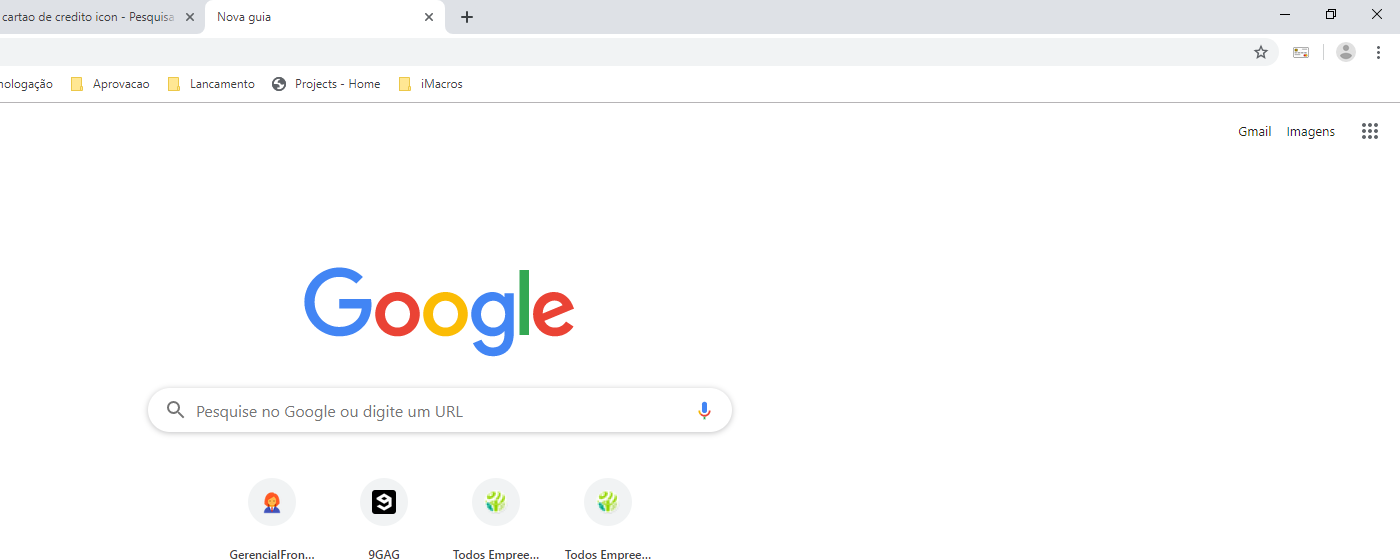 cartao de credito icon - Pesquisa
Nova guia
nologação
Aprovacao
Lancamento
Projects - Home
iMacros
Gmail
Imagens
Google
Pesquise no Google ou digite um URL
GerencialFron...
9GAG
Todos Empree...
Todos Empree...